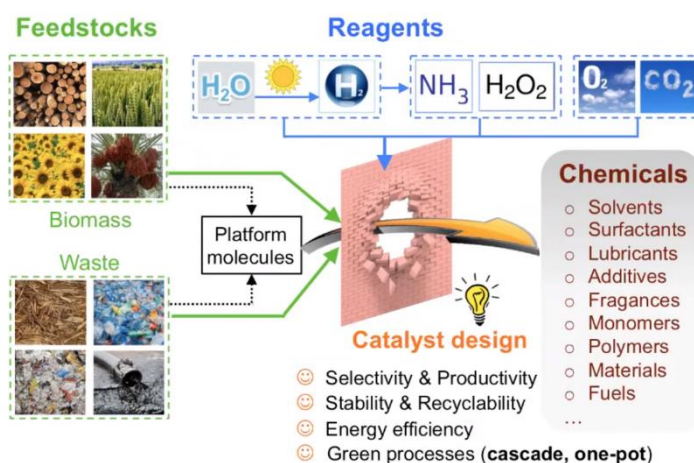 Feedstocks
Reagents
H₂O
H₂
NH₃
H₂O₂
O₂
CO₂
Biomass
Platform
molecules
Waste
Catalyst design
Selectivity & Productivity
Stability & Recyclability
Energy efficiency
Green processes (cascade, one-pot)
Chemicals
Solvents
Surfactants
Lubricants
Additives
Fragances
Monomers
Polymers
Materials
Fuels
...